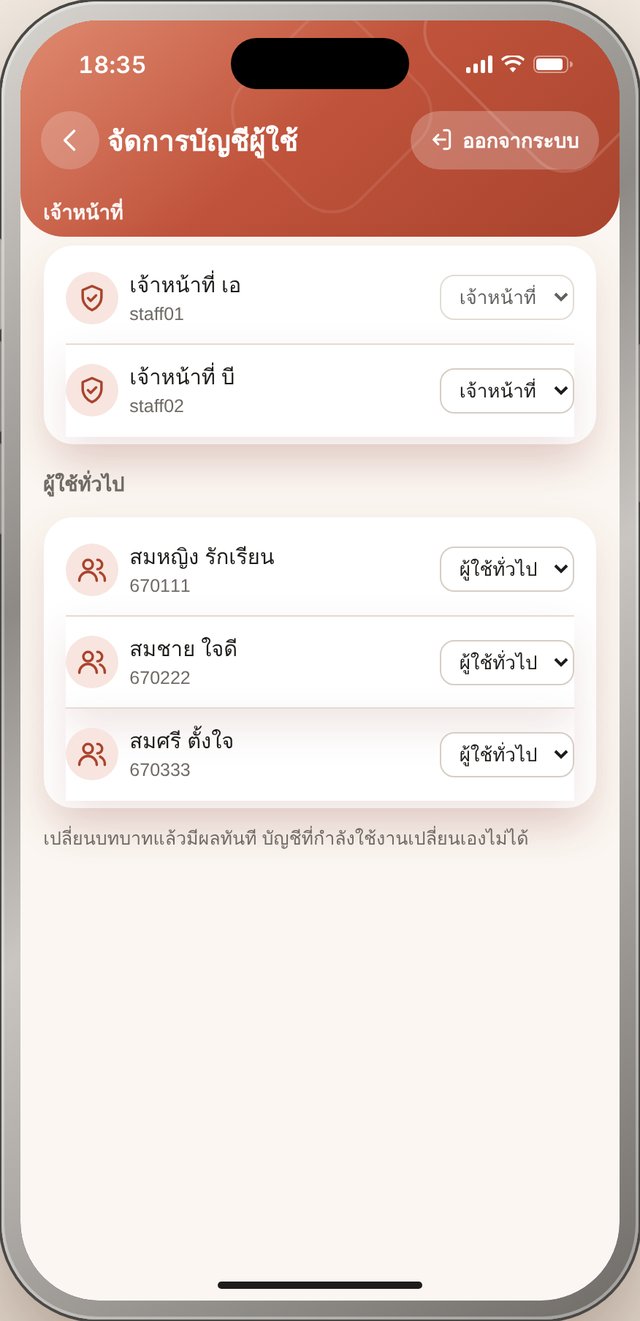 18:35
จัดการบัญชีผู้ใช้
ออกจากระบบ
เจ้าหน้าที่
เจ้าหน้าที่ เอ
เจ้าหน้าที่
staff01
เจ้าหน้าที่ บี
เจ้าหน้าที่
staff02
ผู้ใช้ทั่วไป
สมหญิง รักเรียน
ผู้ใช้ทั่วไป
670111
สมชาย ใจดี
ผู้ใช้ทั่วไป
670222
สมศรี ตั้งใจ
ผู้ใช้ทั่วไป
670333
เปลี่ยนบทบาทแล้วมีผลทันที บัญชีที่กำลังใช้งานเปลี่ยนเองไม่ได้